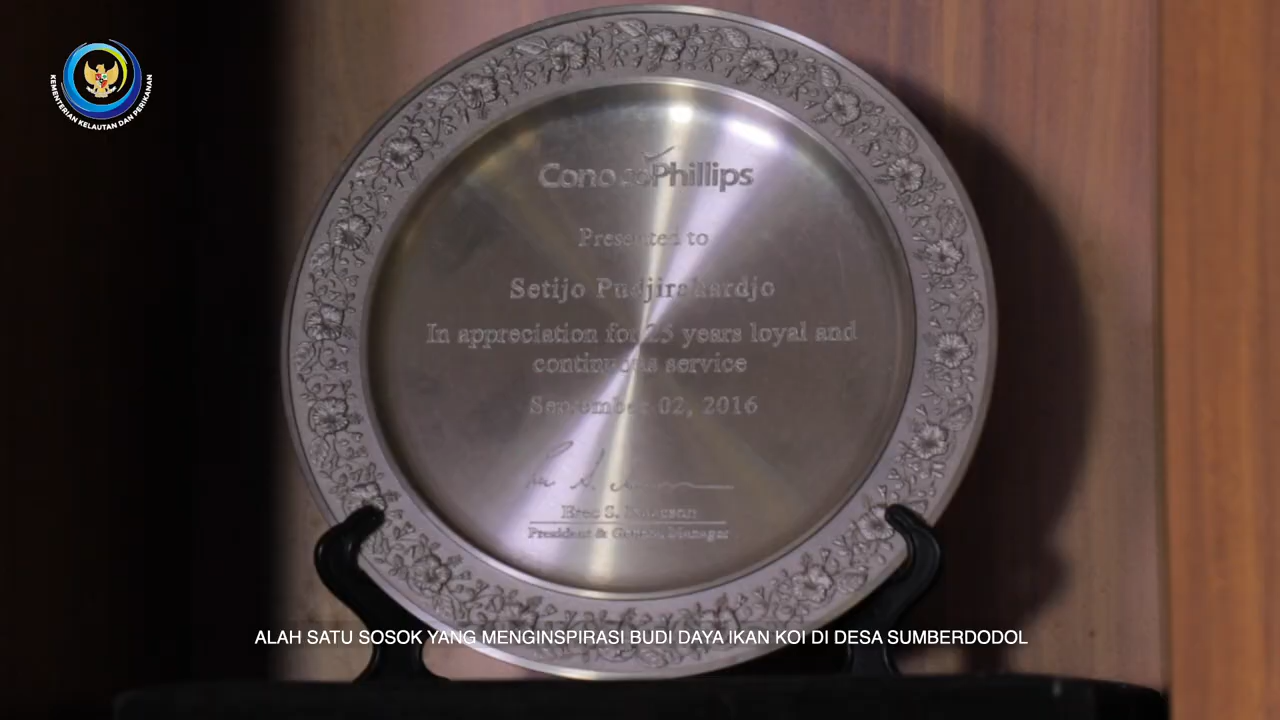 KEMENTERIAN KELAUTAN DAN PERIKANAN
ConocoPhillips
Presented to
Setijo Pudjirahardjo
In appreciation for 25 years loyal and
continuous service
September 02, 2016
President & General Manager
ALAH SATU SOSOK YANG MENGINSPIRASI BUDI DAYA IKAN KOI DI DESA SUMBERDODOL